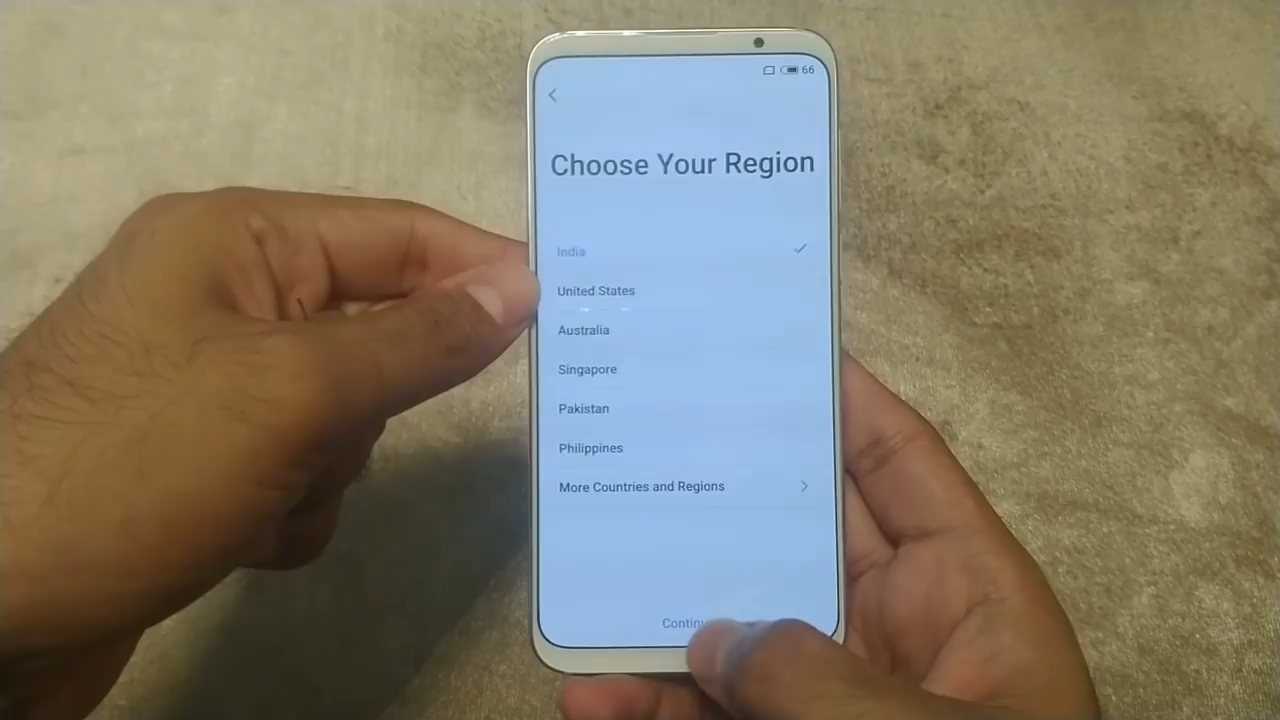 66
Choose Your Region
India
United States
Australia
Singapore
Pakistan
Philippines
More Countries and Regions